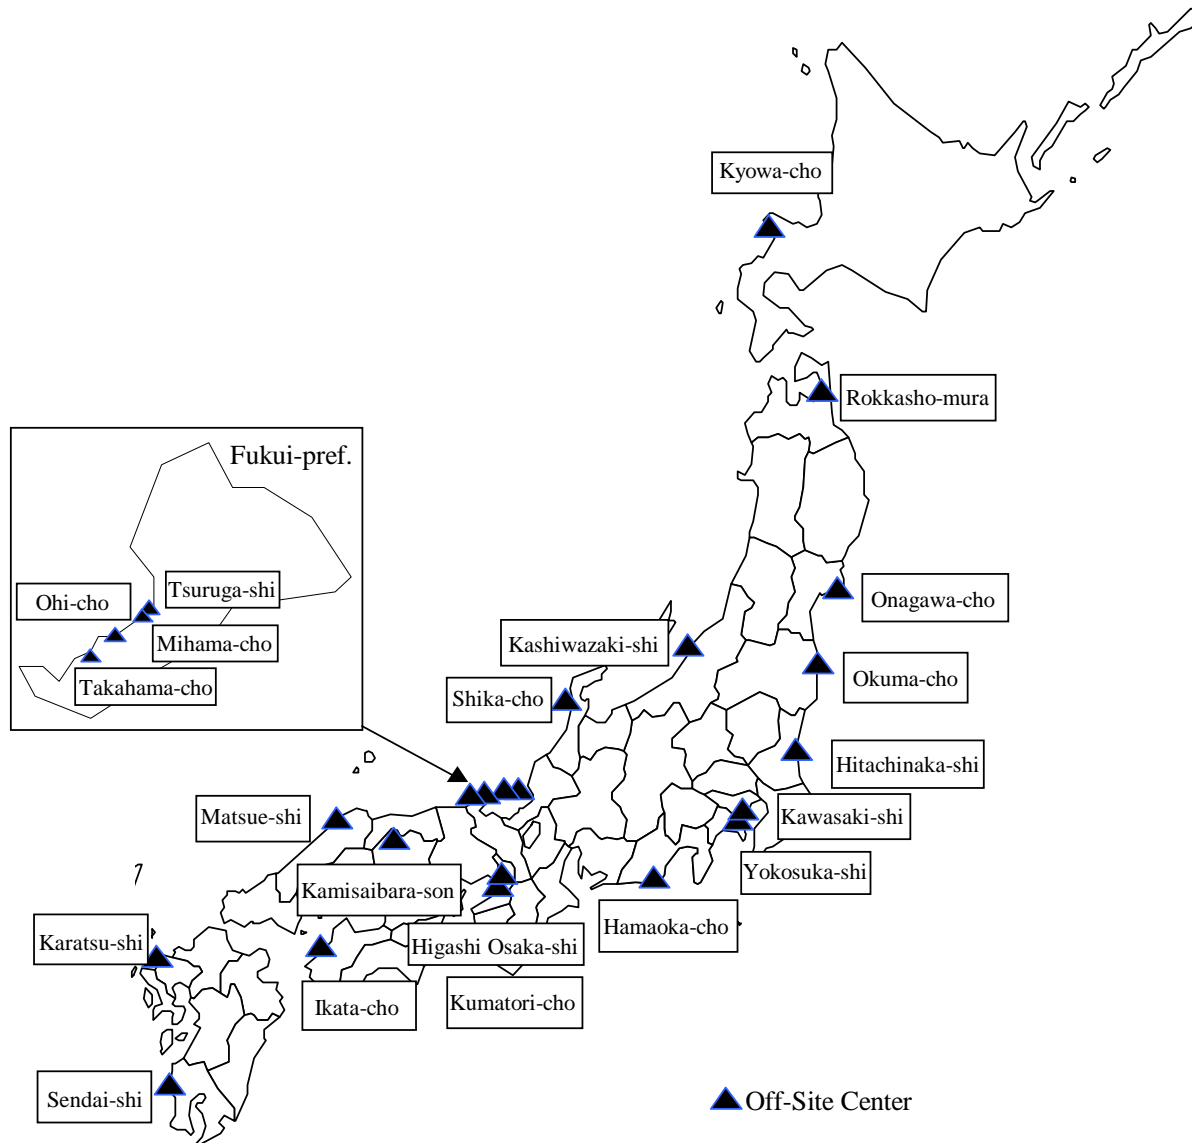 Kyowa-cho
Rokkasho-mura
Fukui-pref.
Tsuruga-shi
Ohi-cho
Mihama-cho
Takahama-cho
Onagawa-cho
Kashiwazaki-shi
Okuma-cho
Shika-cho
Hitachinaka-shi
Matsue-shi
Kawasaki-shi
Yokosuka-shi
Kamisaibara-son
Hamaoka-cho
Karatsu-shi
Higashi Osaka-shi
Ikata-cho
Kumatori-cho
Sendai-shi
Off-Site Center